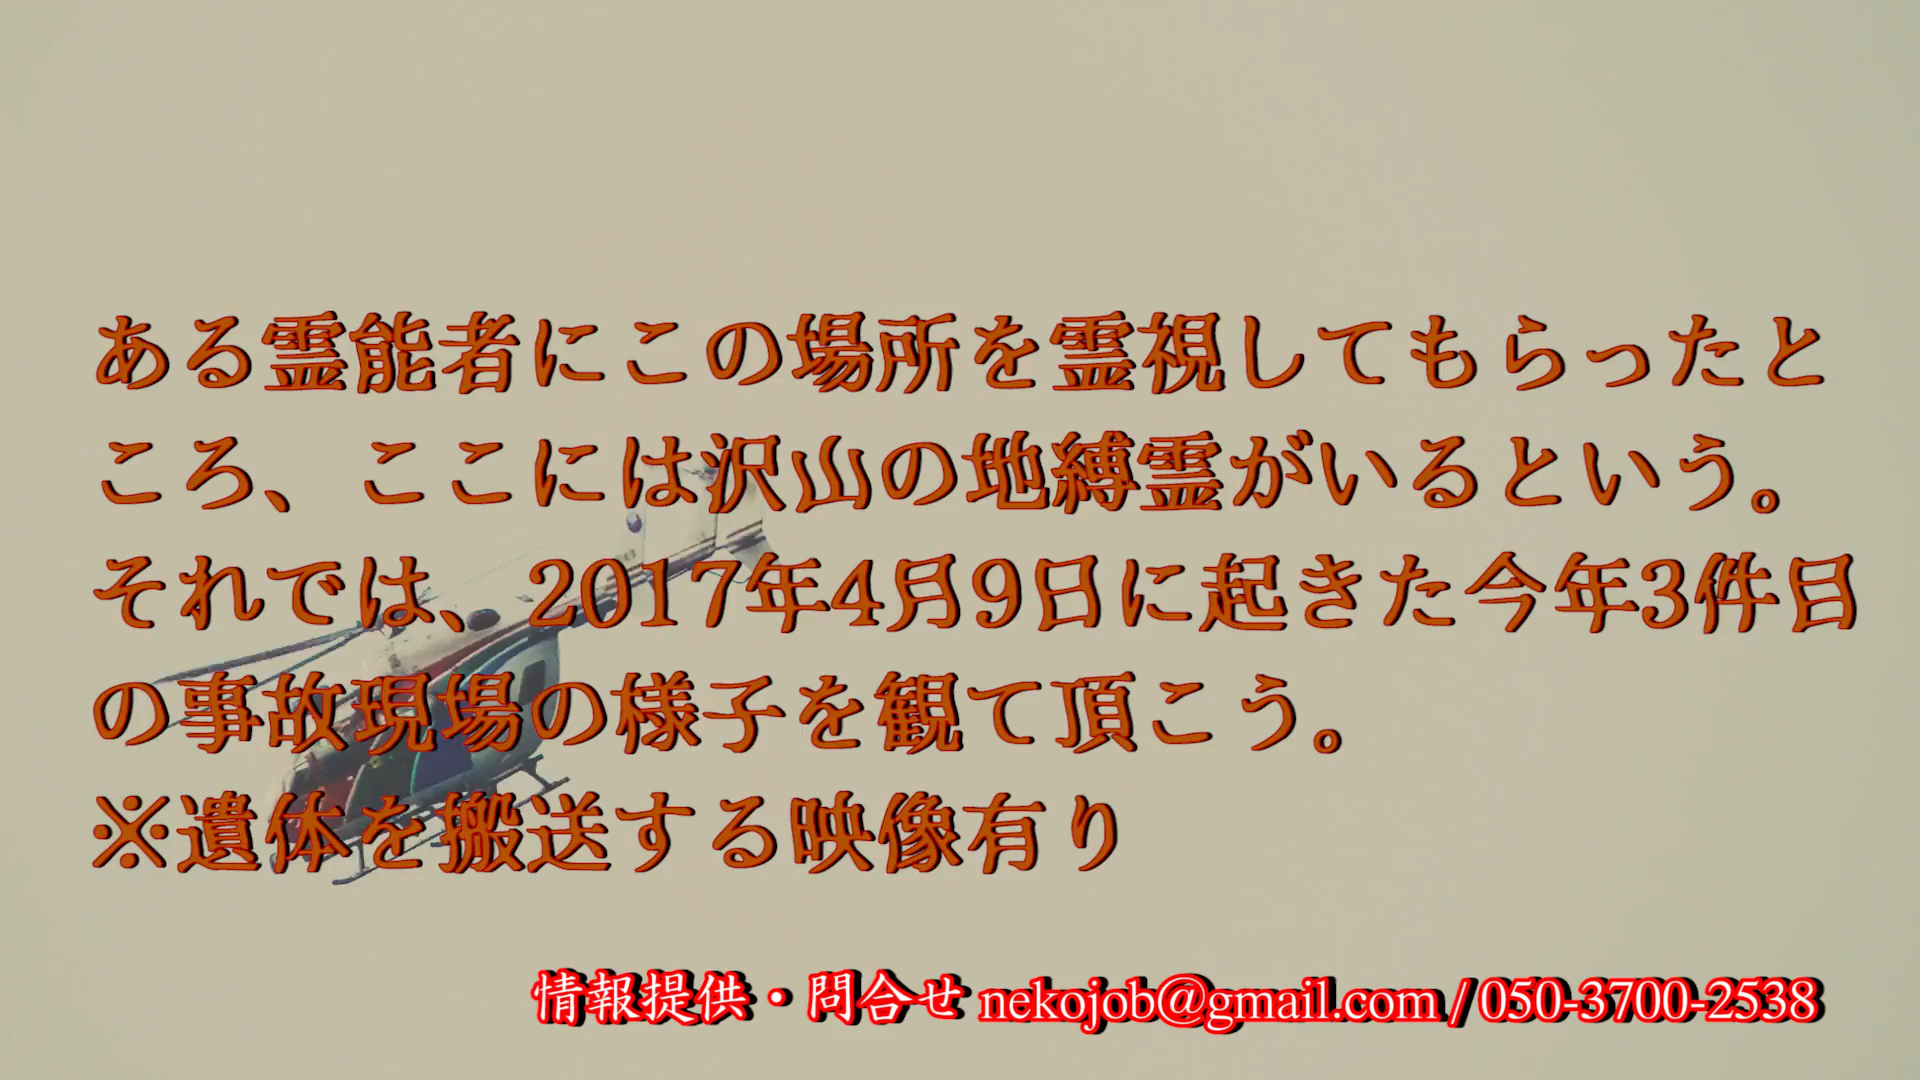 ある霊能者にこの場所を霊視してもらったと
ころ、ここには沢山の地縛霊がいるという。
それでは、2017年4月9日に起きた今年3件目
の事故現場の様子を観て頂こう。
※遺体を搬送する映像有り
情報提供・問合せ nekojob@gmail.com / 050-3700-2538